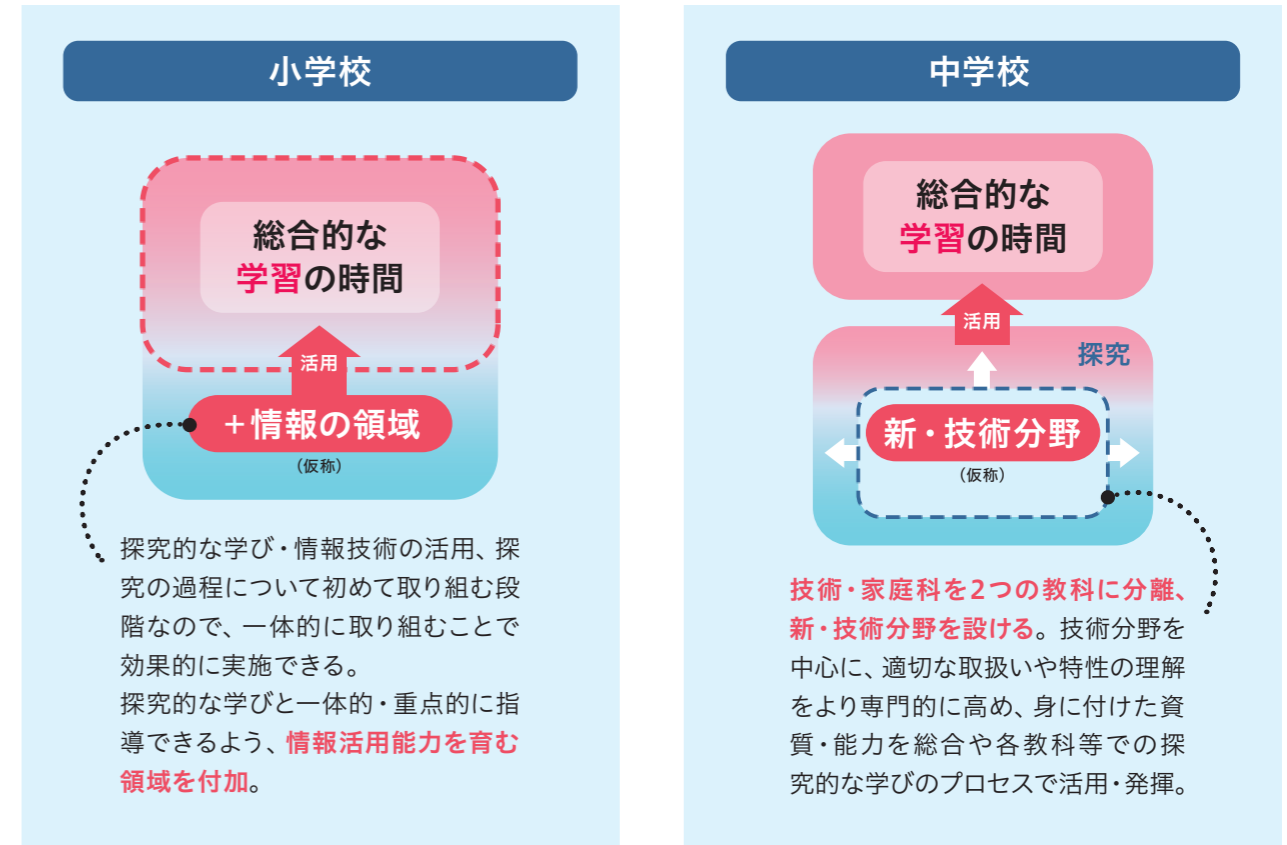 小学校
総合的な
学習の時間
活用
+情報の領域
(仮称)
探究的な学び・情報技術の活用、探
究の過程について初めて取り組む段
階なので、一体的に取り組むことで
効果的に実施できる。
探究的な学びと一体的・重点的に指
導できるよう、情報活用能力を育む
領域を付加。
中学校
総合的な
学習の時間
活用
探究
新・技術分野
(仮称)
技術・家庭科を2つの教科に分離、
新・技術分野を設ける。技術分野を
中心に、適切な取扱いや特性の理解
をより専門的に高め、身に付けた資
質・能力を総合や各教科等での探
究的な学びのプロセスで活用・発揮。